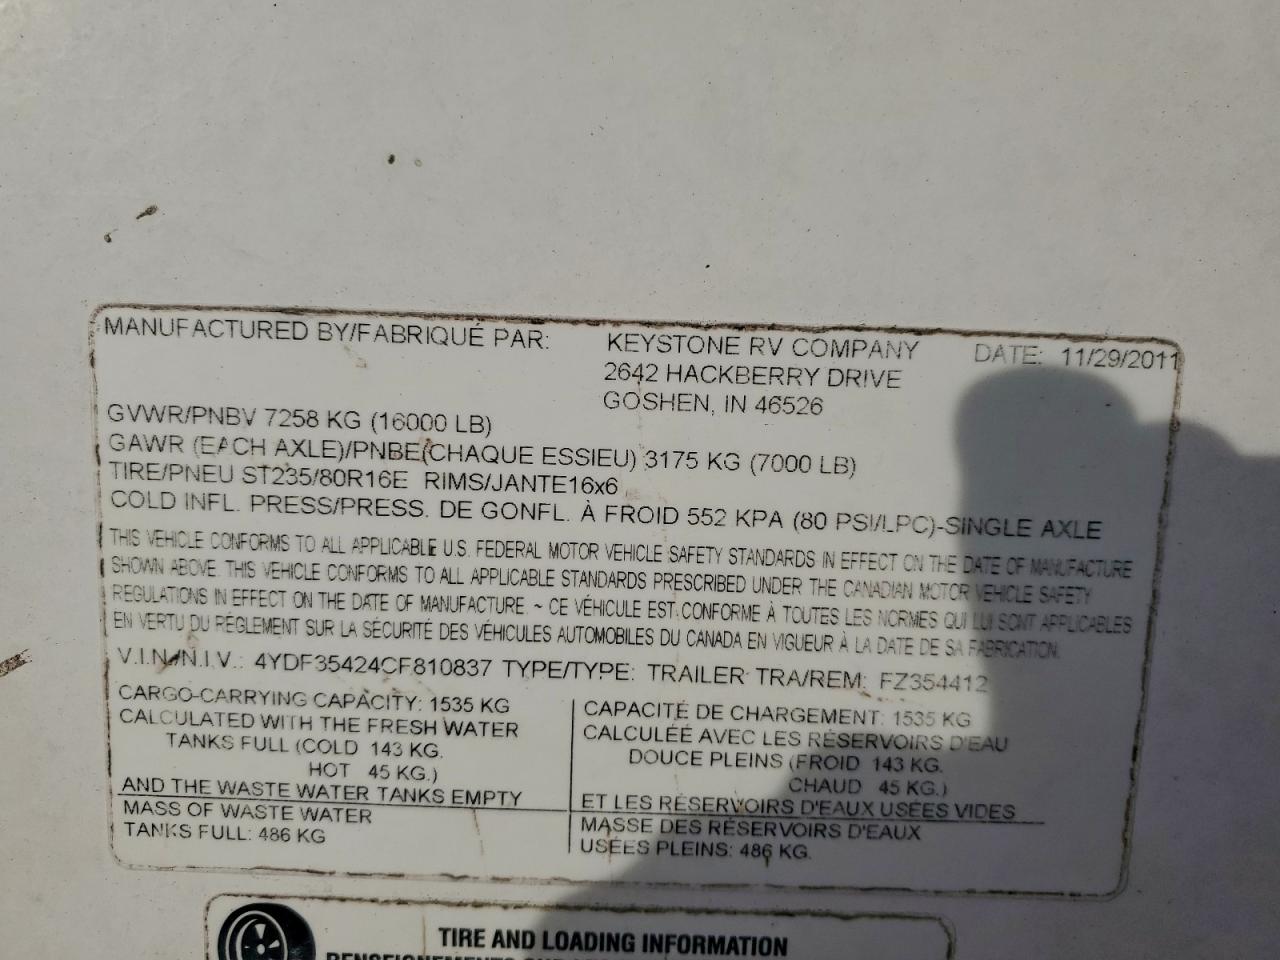 MANUFACTURED BY/FABRIQUÉ PAR: KEYSTONE RV COMPANY DATE: 11/29/2011
2642 HACKBERRY DRIVE
GOSHEN, IN 46526
GVWR/PNBV 7258 KG (16000 LB)
GAWR (EACH AXLE)/PNBE(CHAQUE ESSIEU) 3175 KG (7000 LB)
TIRE/PNEU ST235/80R16E RIMS/JANTE16x6
COLD INFL. PRESS/PRESS. DE GONFL. À FROID 552 KPA (80 PSI/LPC)-SINGLE AXLE
THIS VEHICLE CONFORMS TO ALL APPLICABLE U.S. FEDERAL MOTOR VEHICLE SAFETY STANDARDS IN EFFECT ON THE DATE OF MANUFACTURE
SHOWN ABOVE. THIS VEHICLE CONFORMS TO ALL APPLICABLE STANDARDS PRESCRIBED UNDER THE CANADIAN MOTOR VEHICLE SAFETY
REGULATIONS IN EFFECT ON THE DATE OF MANUFACTURE. ~ CE VÉHICULE EST CONFORME À TOUTES LES NORMES QUI LUI SONT APPLICABLES
EN VERTU DU RÈGLEMENT SUR LA SÉCURITÉ DES VÉHICULES AUTOMOBILES DU CANADA EN VIGUEUR À LA DATE DE SA FABRICATION.
V.I.N/N.I.V.: 4YDF35424CF810837 TYPE/TYPE: TRAILER TRA/REM: FZ354412
CARGO-CARRYING CAPACITY: 1535 KG
CALCULATED WITH THE FRESH WATER
TANKS FULL (COLD 143 KG.
HOT 45 KG.)
AND THE WASTE WATER TANKS EMPTY
MASS OF WASTE WATER
TANKS FULL: 486 KG
CAPACITÉ DE CHARGEMENT: 1535 KG
CALCULÉE AVEC LES RÉSERVOIRS D'EAU
DOUCE PLEINS (FROID 143 KG.
CHAUD 45 KG.)
ET LES RÉSERVOIRS D'EAUX USÉES VIDES
MASSE DES RÉSERVOIRS D'EAUX
USÉES PLEINS: 486 KG.
TIRE AND LOADING INFORMATION